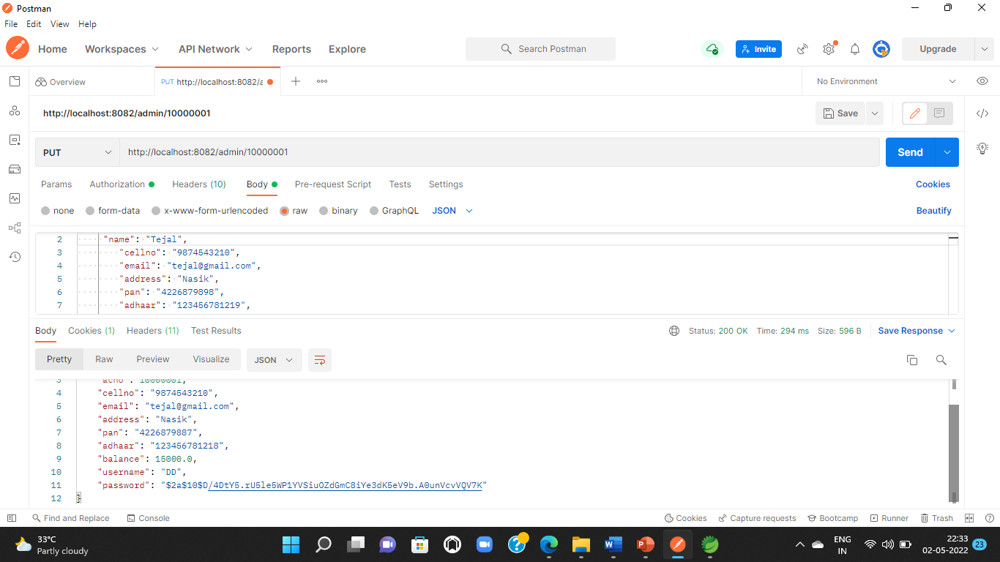 Postman
File Edit View Help
Home Workspaces API Network Reports Explore Search Postman Invite Upgrade
Overview PUT http://localhost:8082/a No Environment
http://localhost:8082/admin/10000001 Save
PUT http://localhost:8082/admin/10000001 Send
Params Authorization Headers (10) Body Pre-request Script Tests Settings Cookies
none form-data x-www-form-urlencoded raw binary GraphQL JSON Beautify
2 "name": "Tejal",
3 "cellno": "9874543210",
4 "email": "tejal@gmail.com",
5 "address": "Nasik",
6 "pan": "4226879898",
7 "adhaar": "123456781219",
Body Cookies (1) Headers (11) Test Results Status: 200 OK Time: 294 ms Size: 596 B Save Response
Pretty Raw Preview Visualize JSON
3 "acno": 10000001,
4 "cellno": "9874543210",
5 "email": "tejal@gmail.com",
6 "address": "Nasik",
7 "pan": "4226879887",
8 "adhaar": "123456781218",
9 "balance": 15000.0,
10 "username": "DD",
11 "password": "$2a$10$D/4DtY5.rU5le5WP1YVSiuOZdGmC8iYe3dK5eV9b.A0unVcvVQV7K"
12 }
Find and Replace Console Cookies Capture requests Bootcamp Runner Trash
33°C
Partly cloudy
ENG
IN
22:33
02-05-2022
23